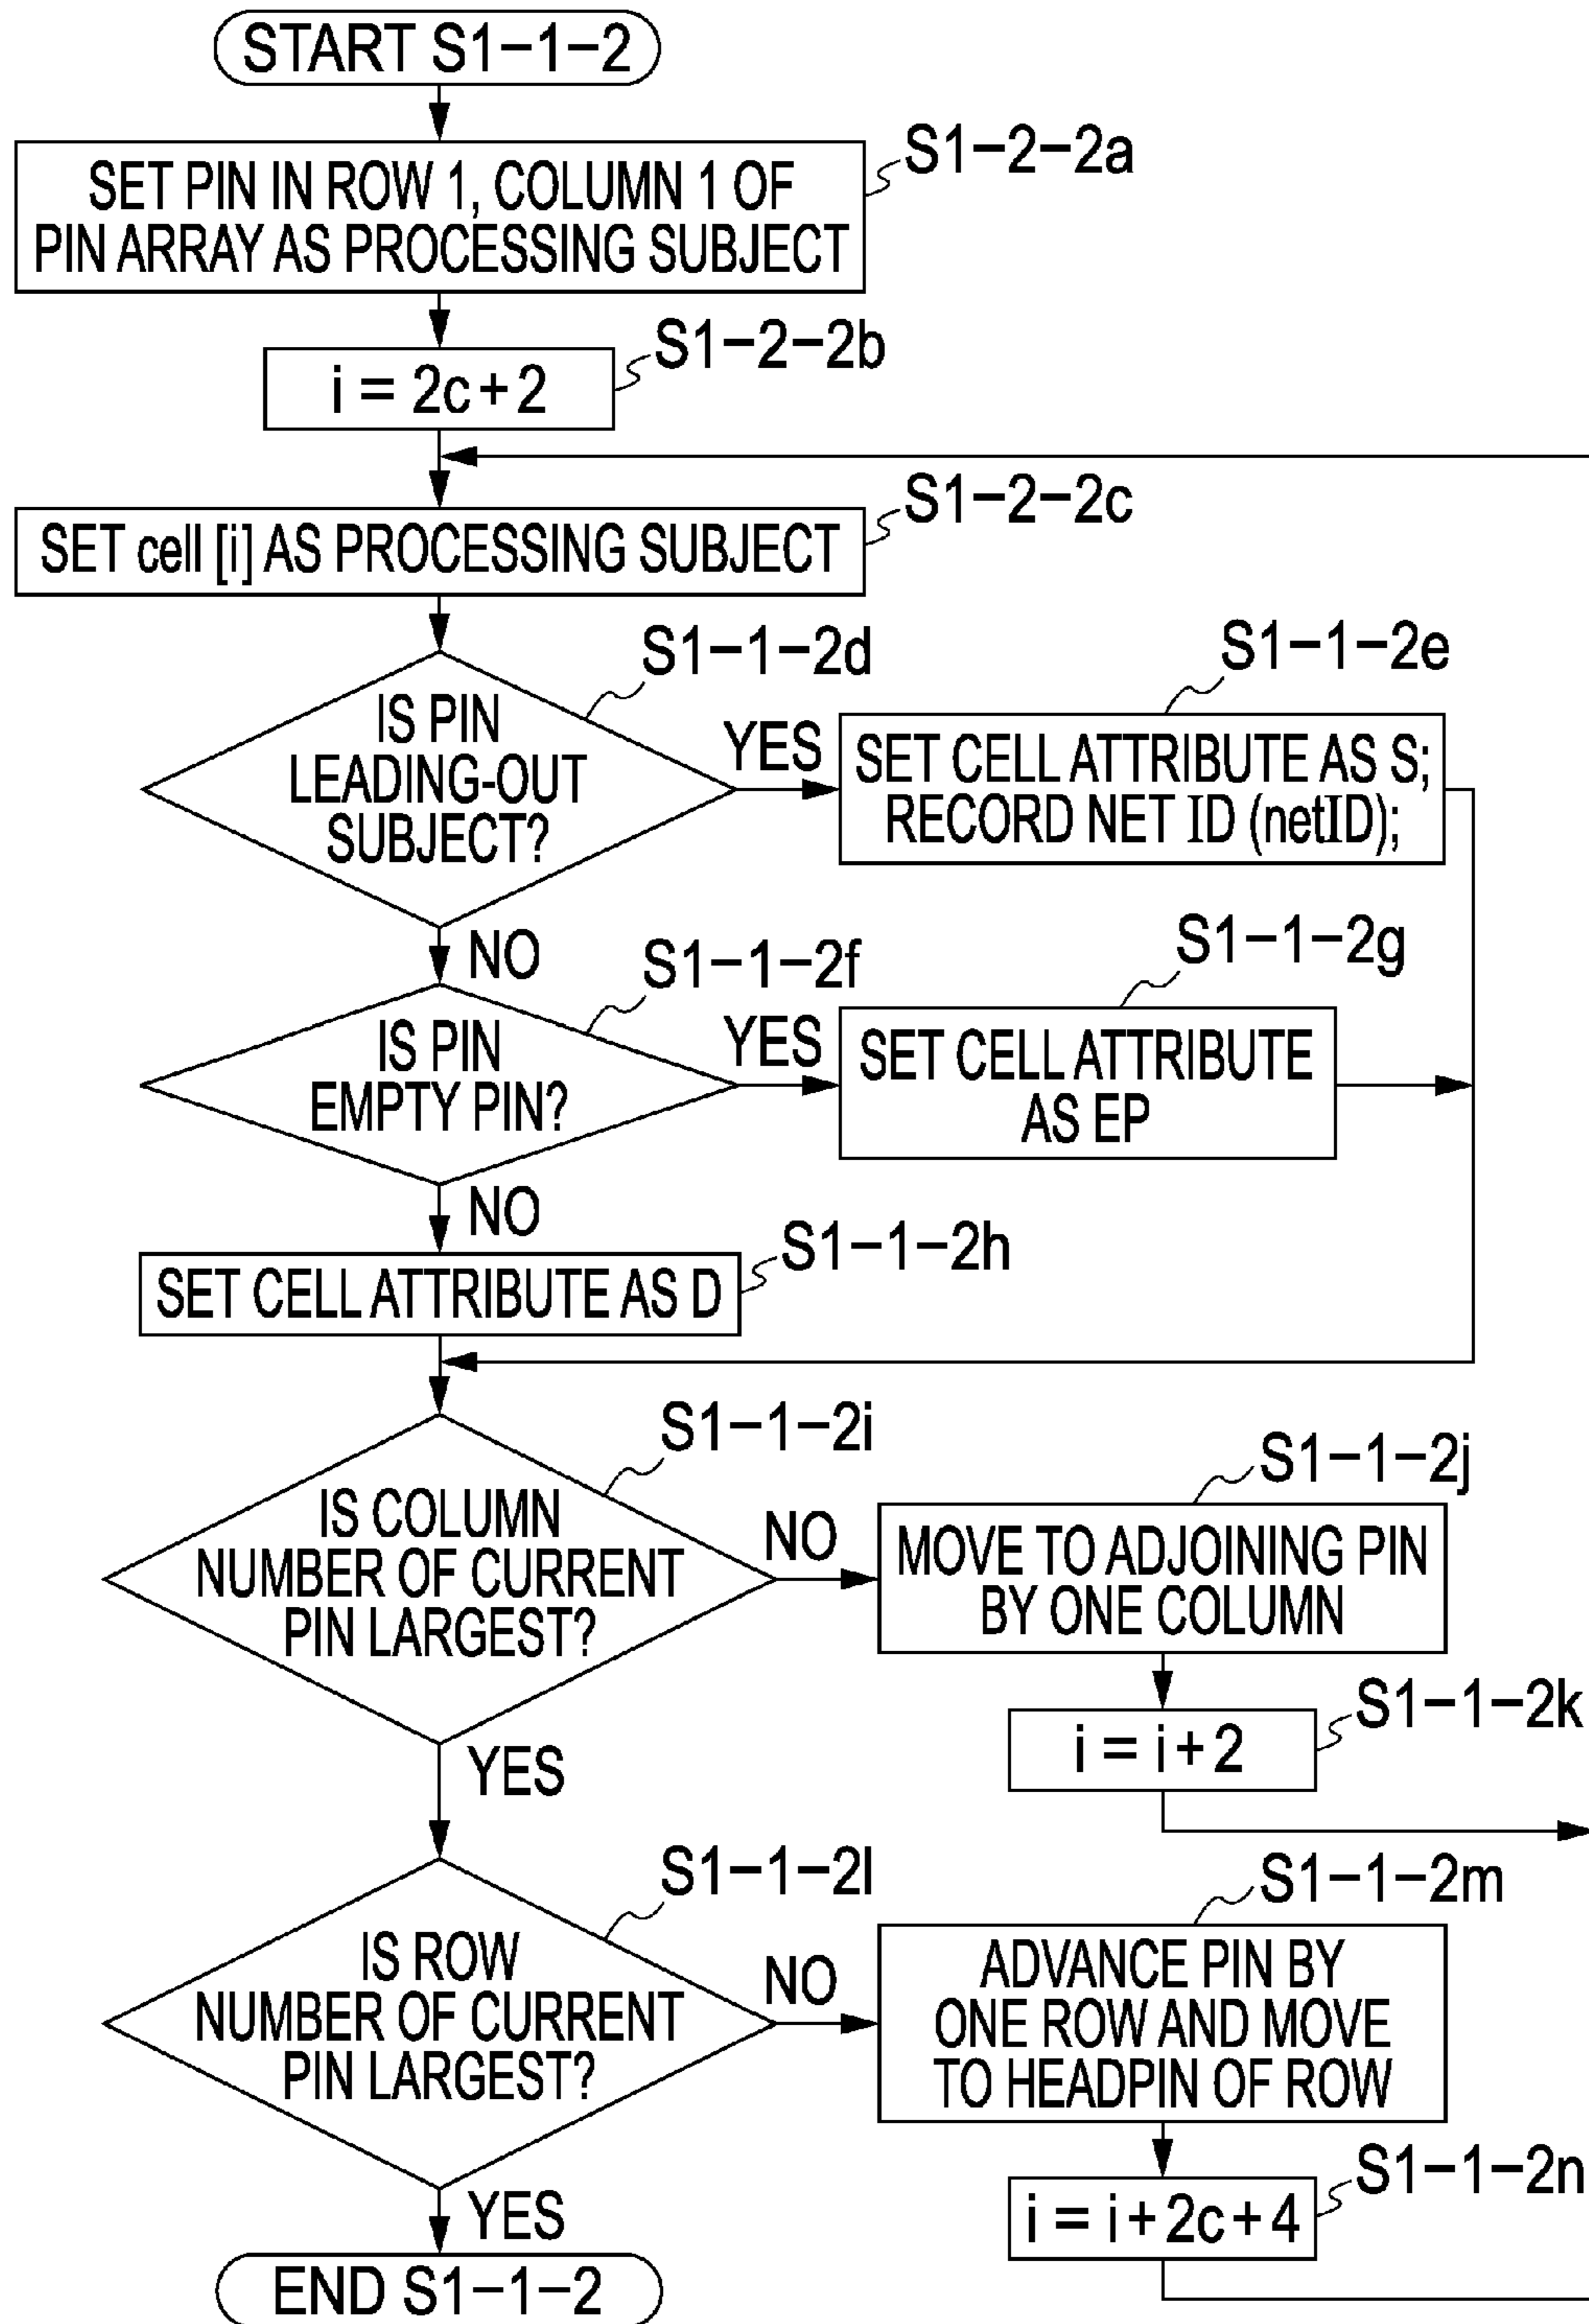 START S1-1-2
S1-2-2a
SET PIN IN ROW 1, COLUMN 1 OF
PIN ARRAY AS PROCESSING SUBJECT
S1-2-2b
i = 2c+2
S1-2-2c
SET cell [i] AS PROCESSING SUBJECT
S1-1-2d
IS PIN
LEADING-OUT
SUBJECT?
YES
S1-1-2e
SET CELL ATTRIBUTE AS S;
RECORD NET ID (netID);
NO
S1-1-2f
IS PIN
EMPTY PIN?
YES
S1-1-2g
SET CELL ATTRIBUTE
AS EP
NO
S1-1-2h
SET CELL ATTRIBUTE AS D
S1-1-2i
IS COLUMN
NUMBER OF CURRENT
PIN LARGEST?
NO
S1-1-2j
MOVE TO ADJOINING PIN
BY ONE COLUMN
S1-1-2k
i = i+2
YES
S1-1-2l
IS ROW
NUMBER OF CURRENT
PIN LARGEST?
NO
S1-1-2m
ADVANCE PIN BY
ONE ROW AND MOVE
TO HEADPIN OF ROW
S1-1-2n
i = i+2c+4
YES
END S1-1-2